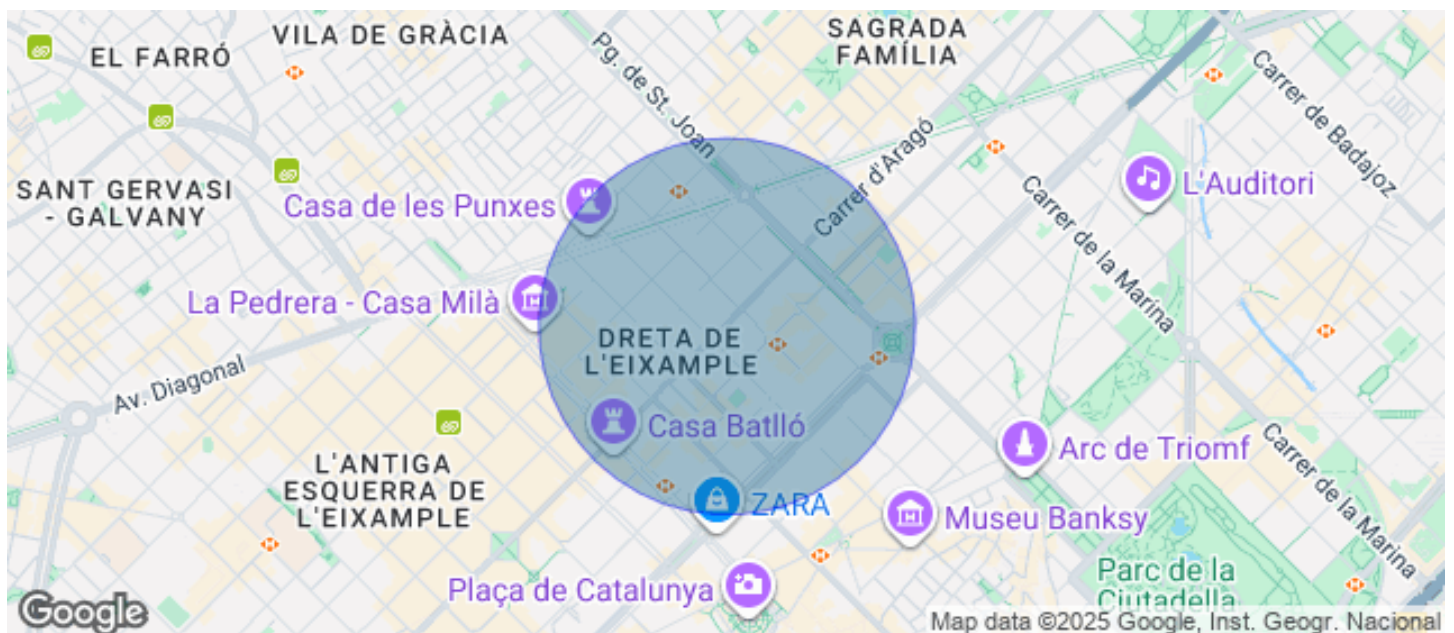 EL FARRÓ
VILA DE GRÀCIA
SAGRADA
FAMÍLIA
Pg. de St. Joan
Carrer de Badajoz
SANT GERVASI
- GALVANY
Casa de les Punxes
Carrer d'Aragó
L'Auditori
Carrer de la Marina
La Pedrera - Casa Milà
DRETA DE
L'EIXAMPLE
Av. Diagonal
Casa Batlló
Arc de Triomf
Carrer de la Marina
L'ANTIGA
ESQUERRA DE
L'EIXAMPLE
ZARA
Museu Banksy
Plaça de Catalunya
Parc de la
Ciutadella
Google
Map data ©2025 Google, Inst. Geogr. Nacional